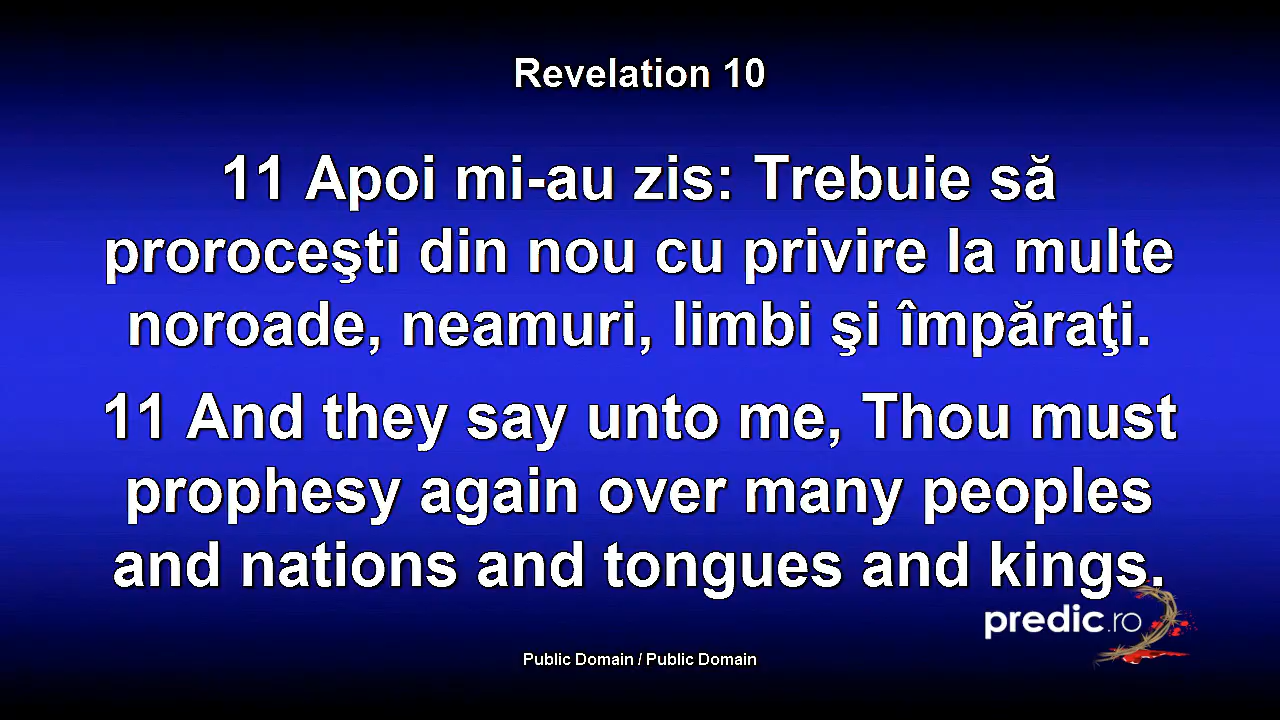 Revelation 10
11 Apoi mi-au zis: Trebuie să
proroceşti din nou cu privire la multe
noroade, neamuri, limbi şi împăraţi.
11 And they say unto me, Thou must
prophesy again over many peoples
and nations and tongues and kings.
predic.ro
Public Domain / Public Domain